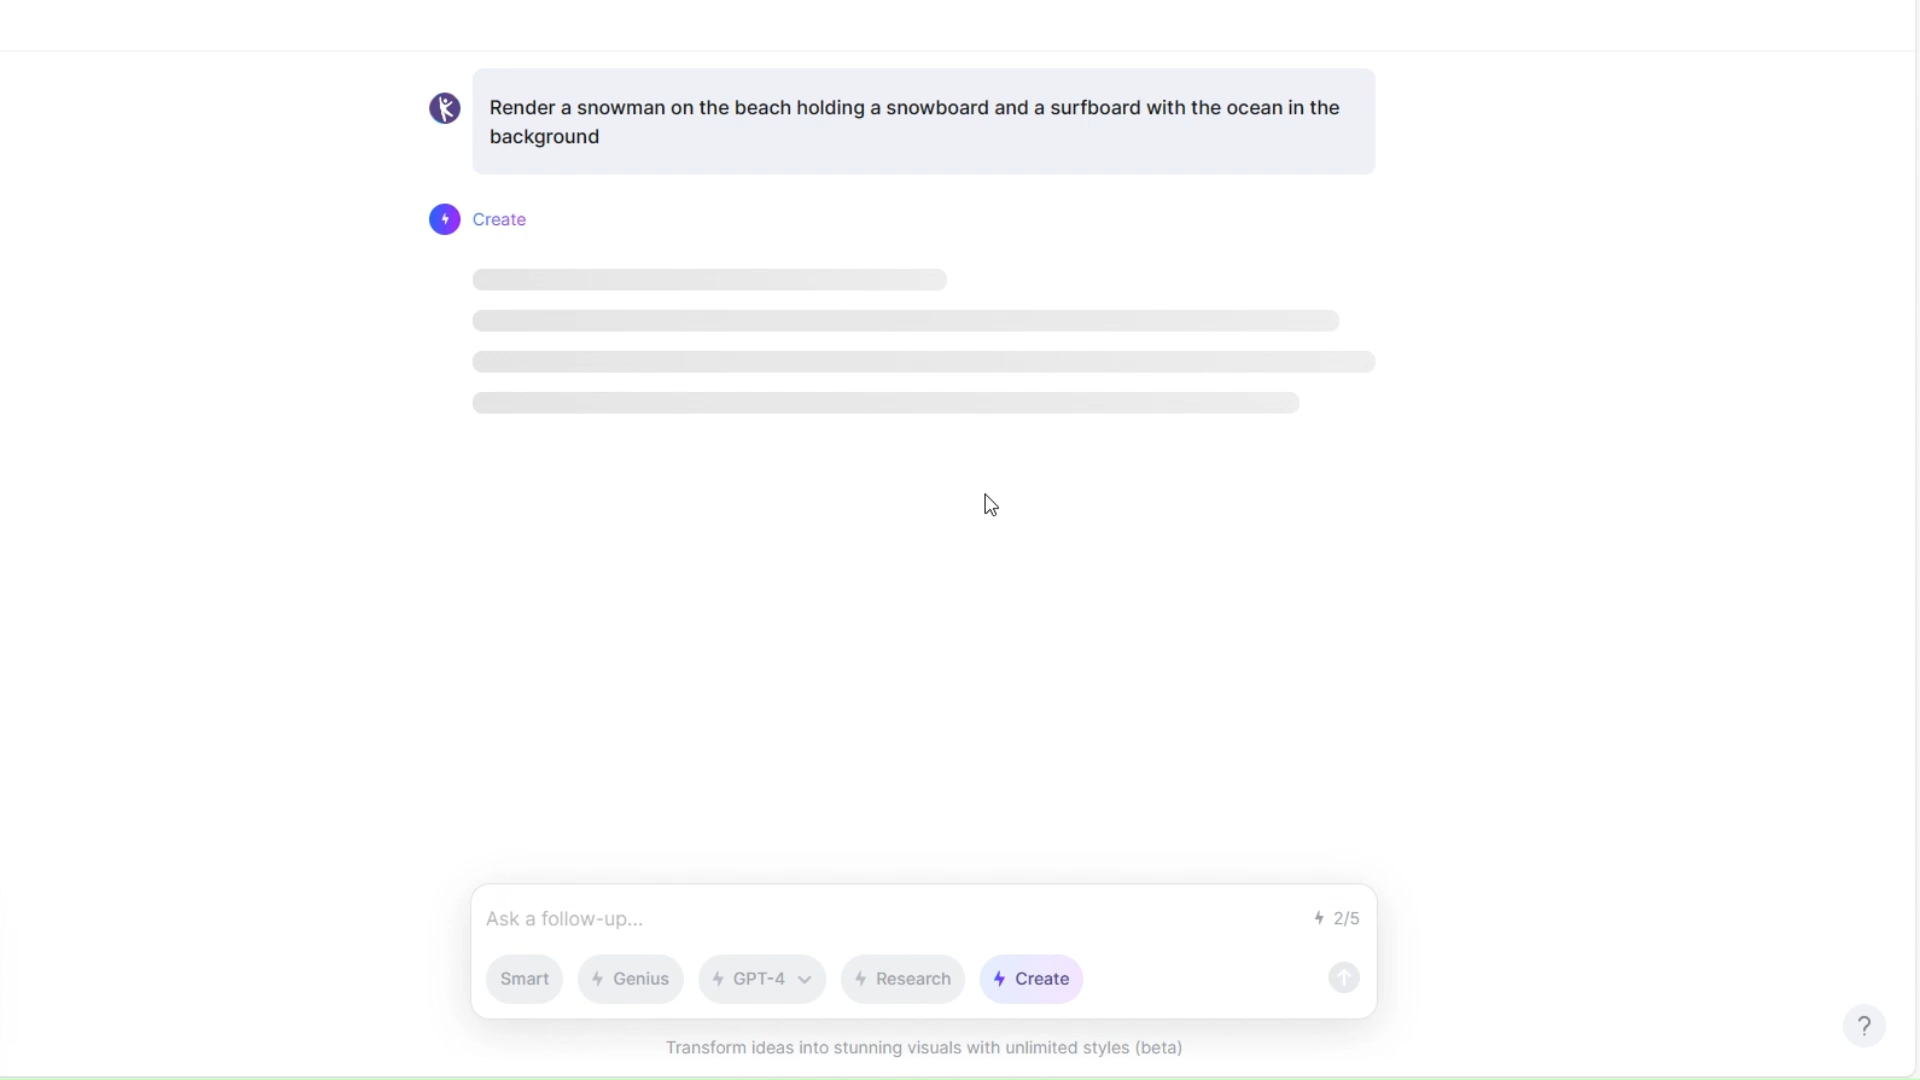 Render a snowman on the beach holding a snowboard and a surfboard with the ocean in the
background
Create
Ask a follow-up...
2/5
Smart
Genius
GPT-4
Research
Create
?
Transform ideas into stunning visuals with unlimited styles (beta)